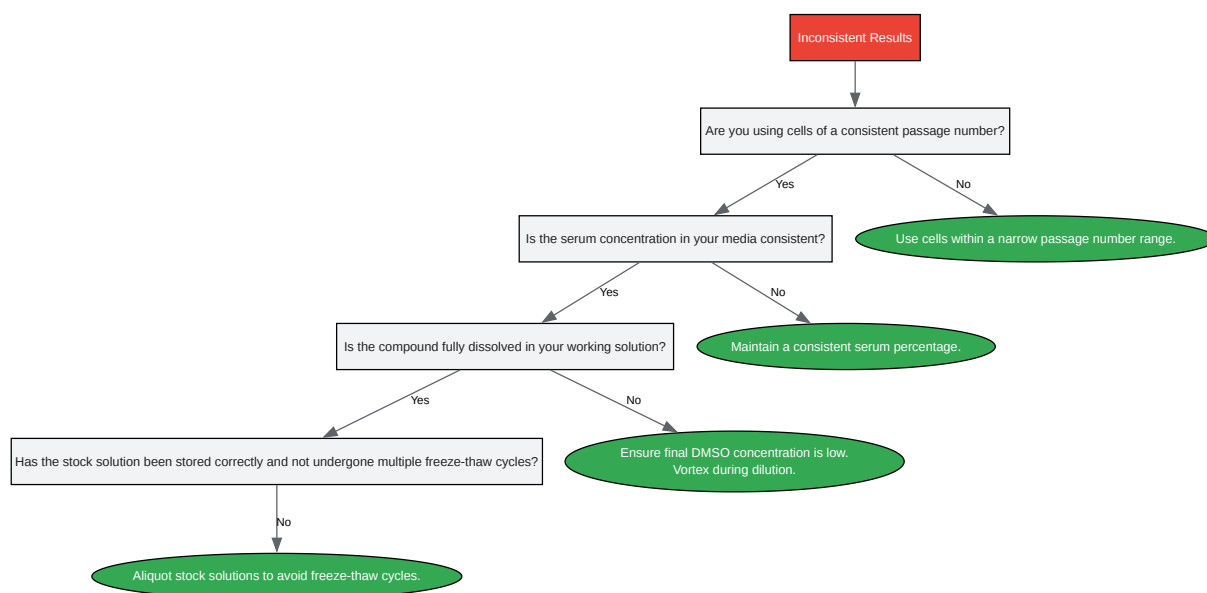 Inconsistent Results
Are you using cells of a consistent passage number?
Yes
No
Is the serum concentration in your media consistent?
Use cells within a narrow passage number range.
Yes
No
Is the compound fully dissolved in your working solution?
Maintain a consistent serum percentage.
Yes
No
Has the stock solution been stored correctly and not undergone multiple freeze-thaw cycles?
Ensure final DMSO concentration is low.
Vortex during dilution.
No
Aliquot stock solutions to avoid freeze-thaw cycles.